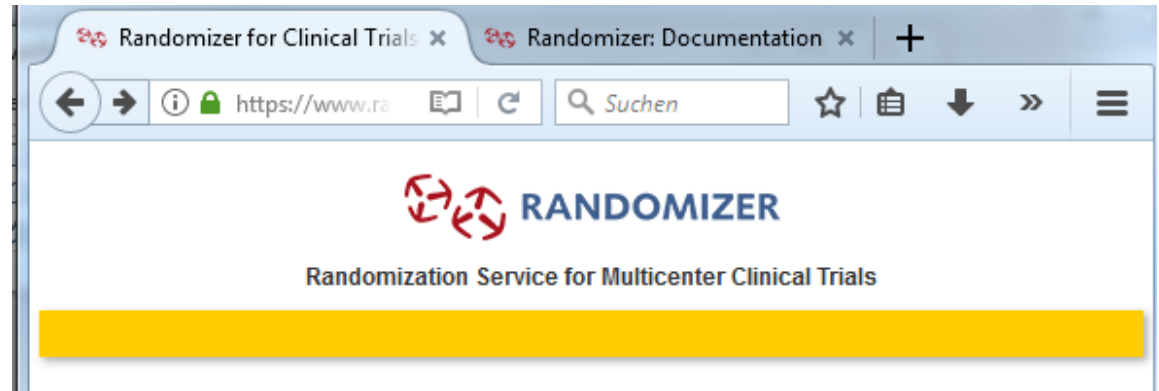 Randomizer for Clinical Trials Randomizer: Documentation
https://www.ra Suchen
RANDOMIZER
Randomization Service for Multicenter Clinical Trials